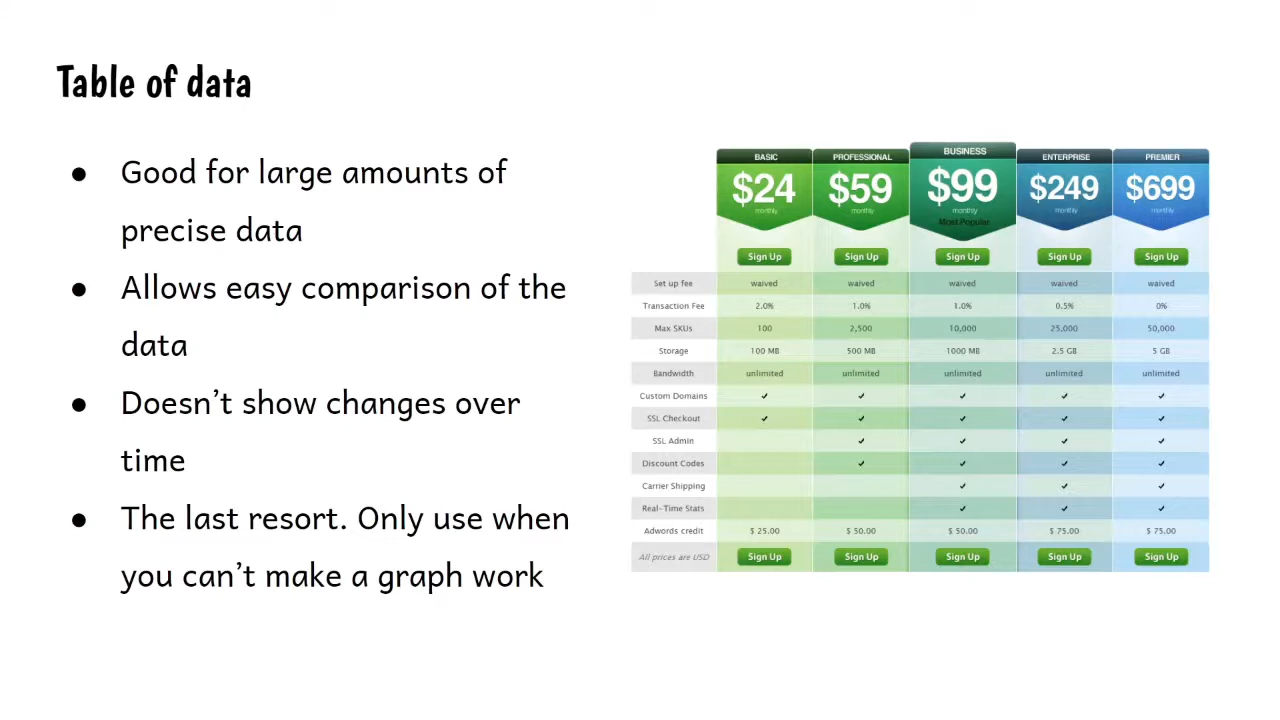 Table of data
● Good for large amounts of
precise data
● Allows easy comparison of the
data
● Doesn’t show changes over
time
● The last resort. Only use when
you can’t make a graph work
BASIC PROFESSIONAL BUSINESS ENTERPRISE PREMIER
$24 $59 $99 $249 $699
monthly monthly monthly monthly monthly
Most Popular
Sign Up Sign Up Sign Up Sign Up Sign Up
Set up fee waived waived waived waived waived
Transaction Fee 2.0% 1.0% 1.0% 0.5% 0%
Max SKUs 100 2,500 10,000 25,000 50,000
Storage 100 MB 500 MB 1000 MB 2.5 GB 5 GB
Bandwidth unlimited unlimited unlimited unlimited unlimited
Custom Domains ✓ ✓ ✓ ✓ ✓
SSL Checkout ✓ ✓ ✓ ✓ ✓
SSL Admin ✓ ✓ ✓ ✓
Discount Codes ✓ ✓ ✓ ✓
Carrier Shipping ✓ ✓ ✓
Real-Time Stats ✓ ✓ ✓
Adwords credit $ 25.00 $ 50.00 $ 50.00 $ 75.00 $ 75.00
All prices are USD Sign Up Sign Up Sign Up Sign Up Sign Up